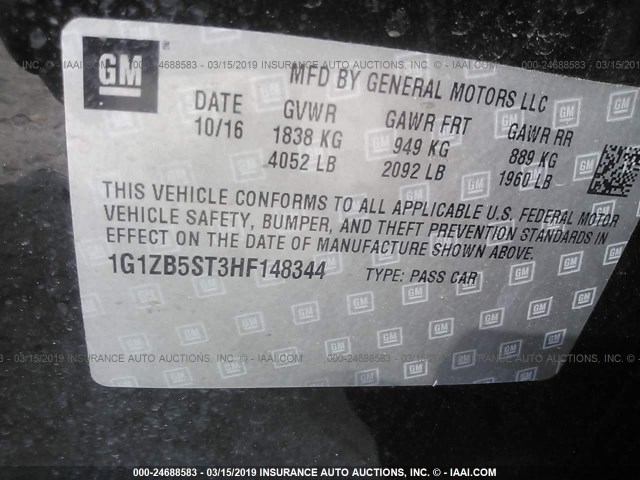 GM
MFD BY GENERAL MOTORS LLC
DATE GVWR GAWR FRT GAWR RR
10/16 1838 KG 949 KG 889 KG
4052 LB 2092 LB 1960 LB
THIS VEHICLE CONFORMS TO ALL APPLICABLE U.S. FEDERAL MOTOR
VEHICLE SAFETY, BUMPER, AND THEFT PREVENTION STANDARDS IN
EFFECT ON THE DATE OF MANUFACTURE SHOWN ABOVE.
1G1ZB5ST3HF148344 TYPE: PASS CAR
000-24688583 - 03/15/2019 INSURANCE AUTO AUCTIONS, INC. - © IAAI.COM